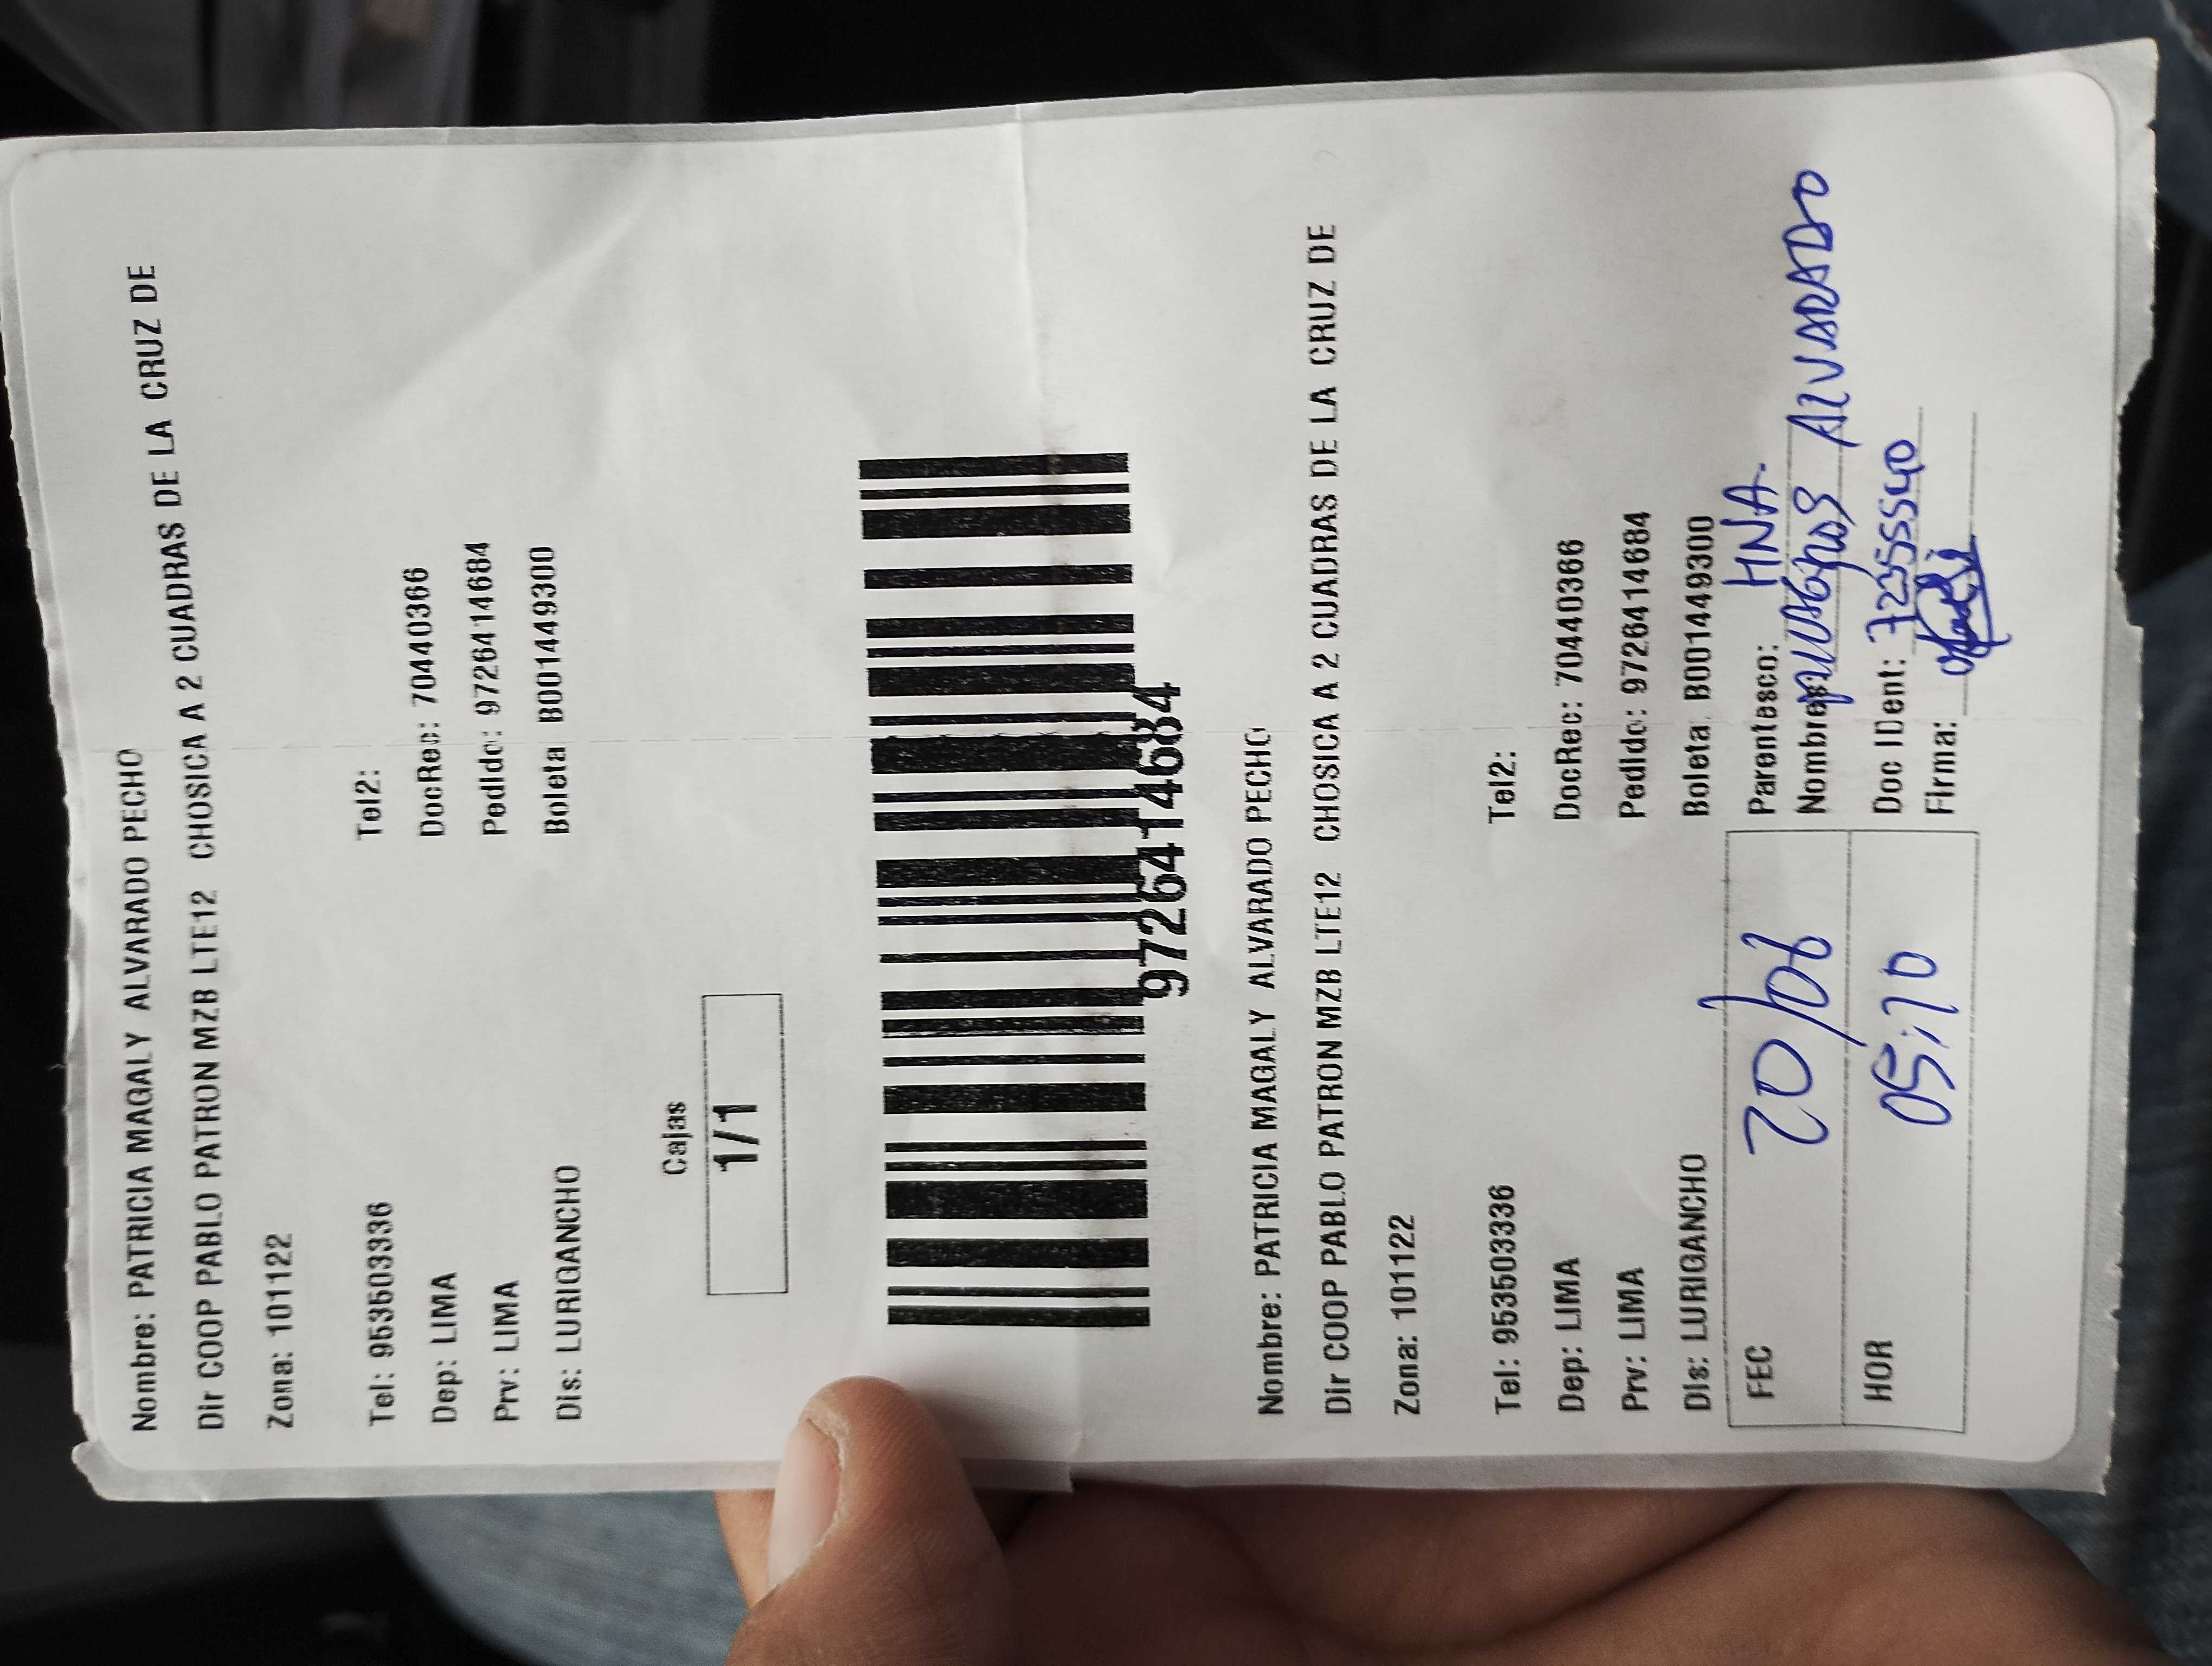 Nombre: PATRICIA MAGALY ALVARADO PECHO
Dir COOP PABLO PATRON MZB LTE12 CHOSICA A 2 CUADRAS DE LA CRUZ DE
Zona: 101122
Tel: 953503336 Tel2:
Dep: LIMA DocRec: 70440366
Prv: LIMA Pedido: 9726414684
Dis: LURIGANCHO Boleta B001449300
Cajas
1/1
9726414684
Nombre: PATRICIA MAGALY ALVARADO PECHO
Dir COOP PABLO PATRON MZB LTE12 CHOSICA A 2 CUADRAS DE LA CRUZ DE
Zona: 101122
Tel: 953503336 Tel2:
Dep: LIMA DocRec: 70440366
Prv: LIMA Pedido: 9726414684
Dis: LURIGANCHO Boleta B001449300
FEC 20/06 Parentesco: HNA.
Nombres: ALVARADO
HOR 05:10 Doc IDent: 72555540
Firma: